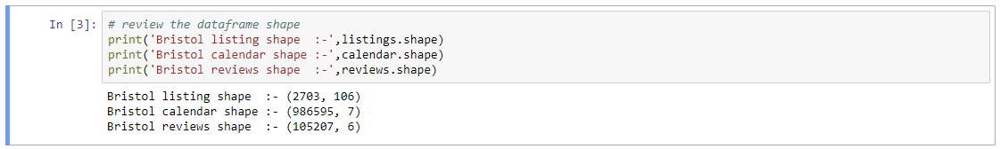 In [3]: # review the dataframe shape
print('Bristol listing shape  :-',listings.shape)
print('Bristol calendar shape :-',calendar.shape)
print('Bristol reviews shape  :-',reviews.shape)
Bristol listing shape  :- (2703, 106)
Bristol calendar shape :- (986595, 7)
Bristol reviews shape  :- (105207, 6)